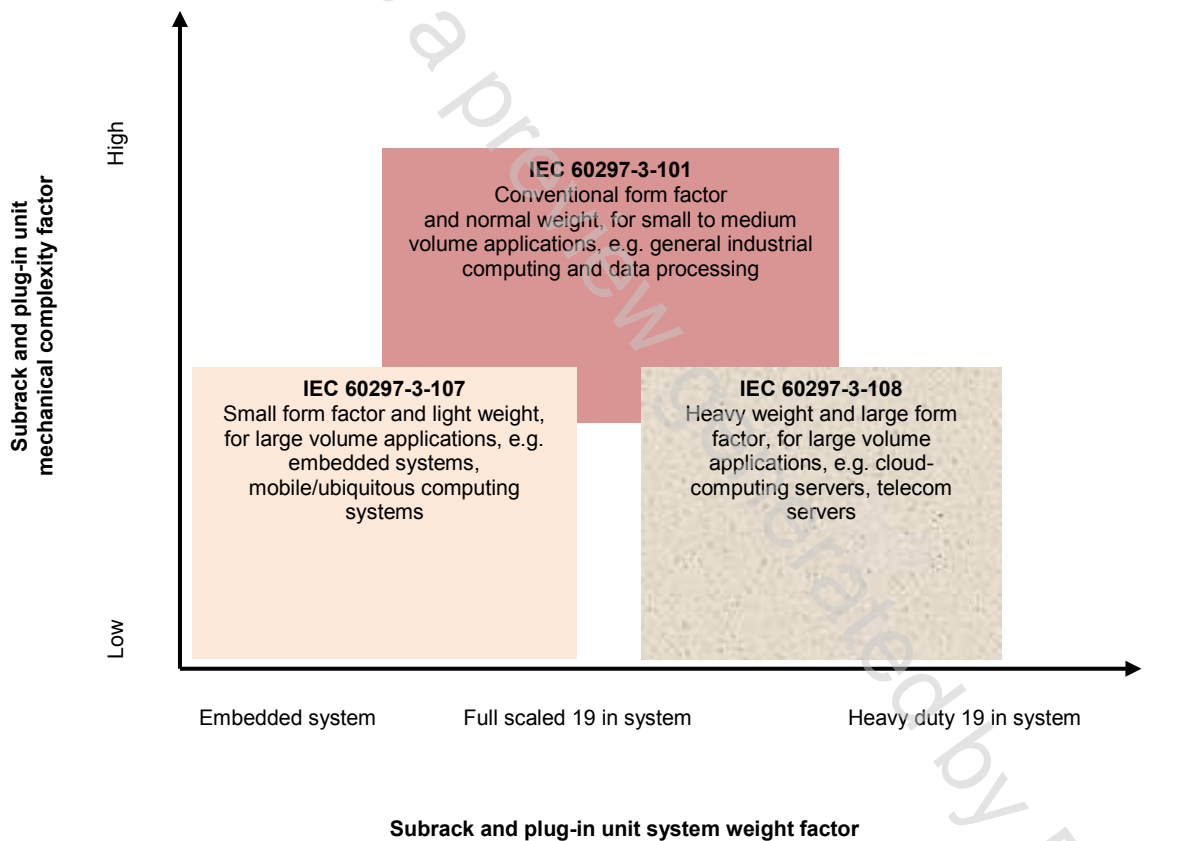 High
Low
Subrack and plug-in unit
mechanical complexity factor
IEC 60297-3-101
Conventional form factor
and normal weight, for small to medium
volume applications, e.g. general industrial
computing and data processing
IEC 60297-3-107
Small form factor and light weight,
for large volume applications, e.g.
embedded systems,
mobile/ubiquitous computing
systems
IEC 60297-3-108
Heavy weight and large form
factor, for large volume
applications, e.g. cloud-
computing servers, telecom
servers
Embedded system
Full scaled 19 in system
Heavy duty 19 in system
Subrack and plug-in unit system weight factor
a preview generated by